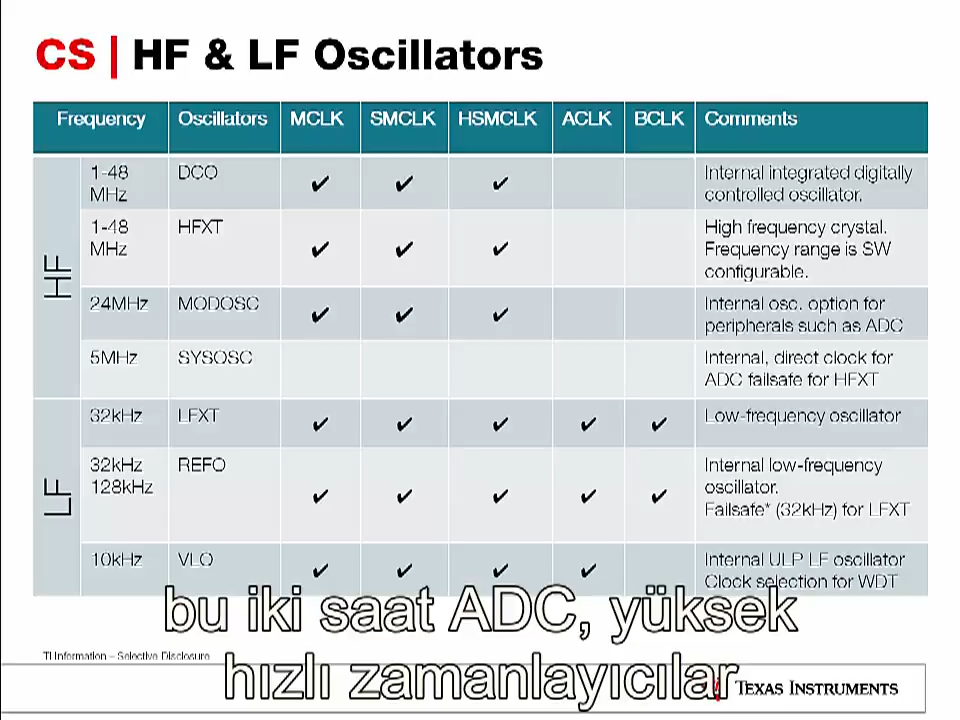 CS | HF & LF Oscillators
Frequency Oscillators MCLK SMCLK HSMCLK ACLK BCLK Comments
HF
1-48 MHz DCO ✔ ✔ ✔ Internal integrated digitally controlled oscillator.
1-48 MHz HFXT ✔ ✔ ✔ High frequency crystal. Frequency range is SW configurable.
24MHz MODOSC ✔ ✔ ✔ Internal osc. option for peripherals such as ADC
5MHz SYSOSC Internal, direct clock for ADC failsafe for HFXT
LF
32kHz LFXT ✔ ✔ ✔ ✔ ✔ Low-frequency oscillator
32kHz 128kHz REFO ✔ ✔ ✔ ✔ ✔ Internal low-frequency oscillator. Failsafe* (32kHz) for LFXT
10kHz VLO ✔ ✔ ✔ ✔ Internal ULP LF oscillator Clock selection for WDT
bu iki saat ADC, yüksek
hızlı zamanlayıcılar
TI Information – Selective Disclosure
TEXAS INSTRUMENTS